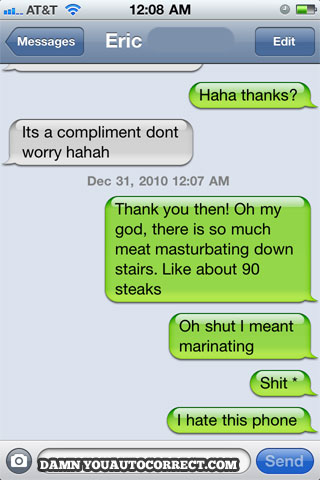 AT&T 12:08 AM
Messages Eric Edit
Haha thanks?
Its a compliment dont
worry hahah
Dec 31, 2010 12:07 AM
Thank you then! Oh my
god, there is so much
meat masturbating down
stairs. Like about 90
steaks
Oh shut I meant
marinating
Shit *
I hate this phone
DAMNYOUAUTOCORRECT.COM
Send